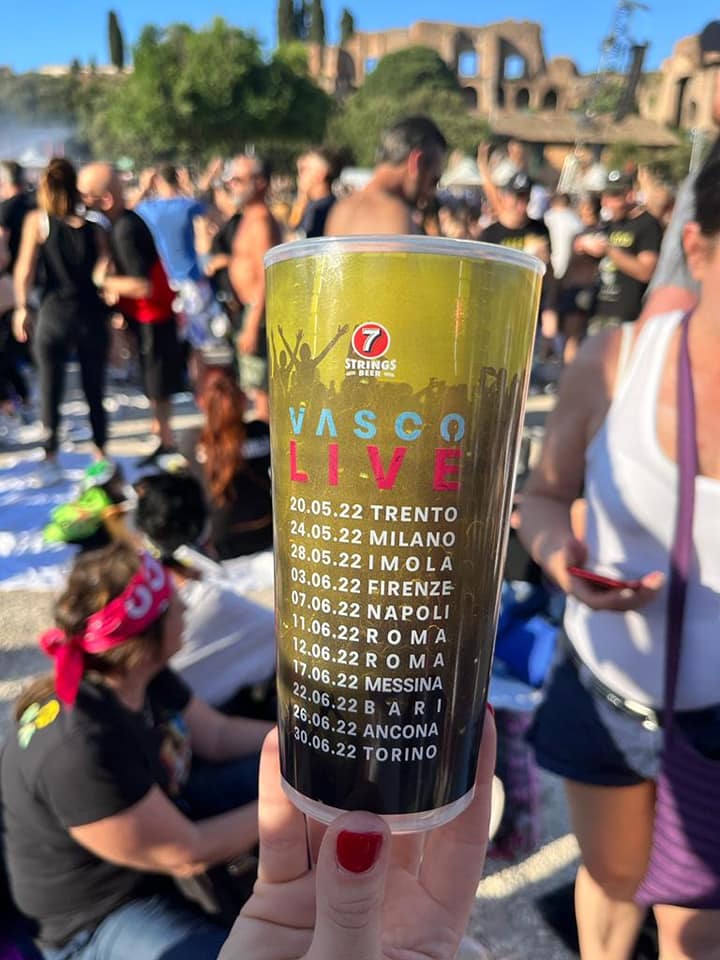 7
STRINGS
BEER
VASCO
LIVE
20.05.22 TRENTO
24.05.22 MILANO
28.05.22 IMOLA
03.06.22 FIRENZE
07.06.22 NAPOLI
11.06.22 ROMA
12.06.22 ROMA
17.06.22 MESSINA
22.06.22 BARI
26.06.22 ANCONA
30.06.22 TORINO